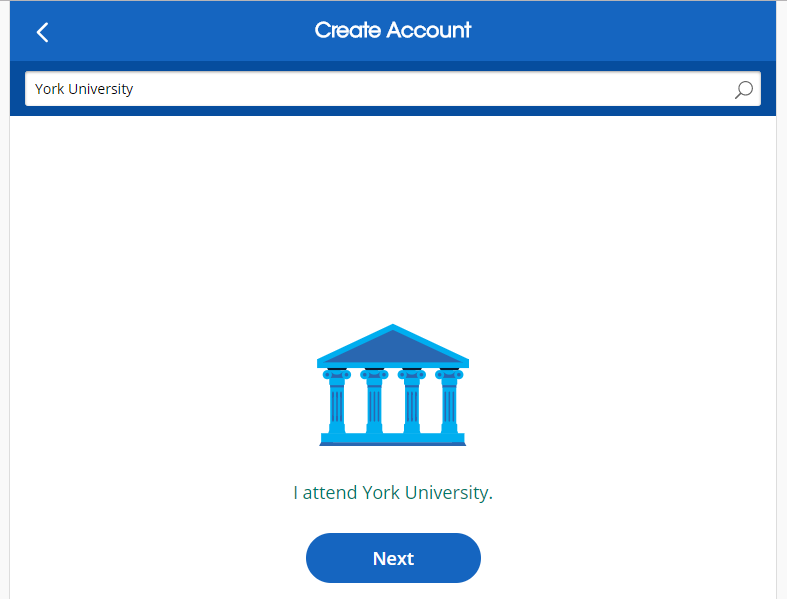 Create Account
York University
I attend York University.
Next